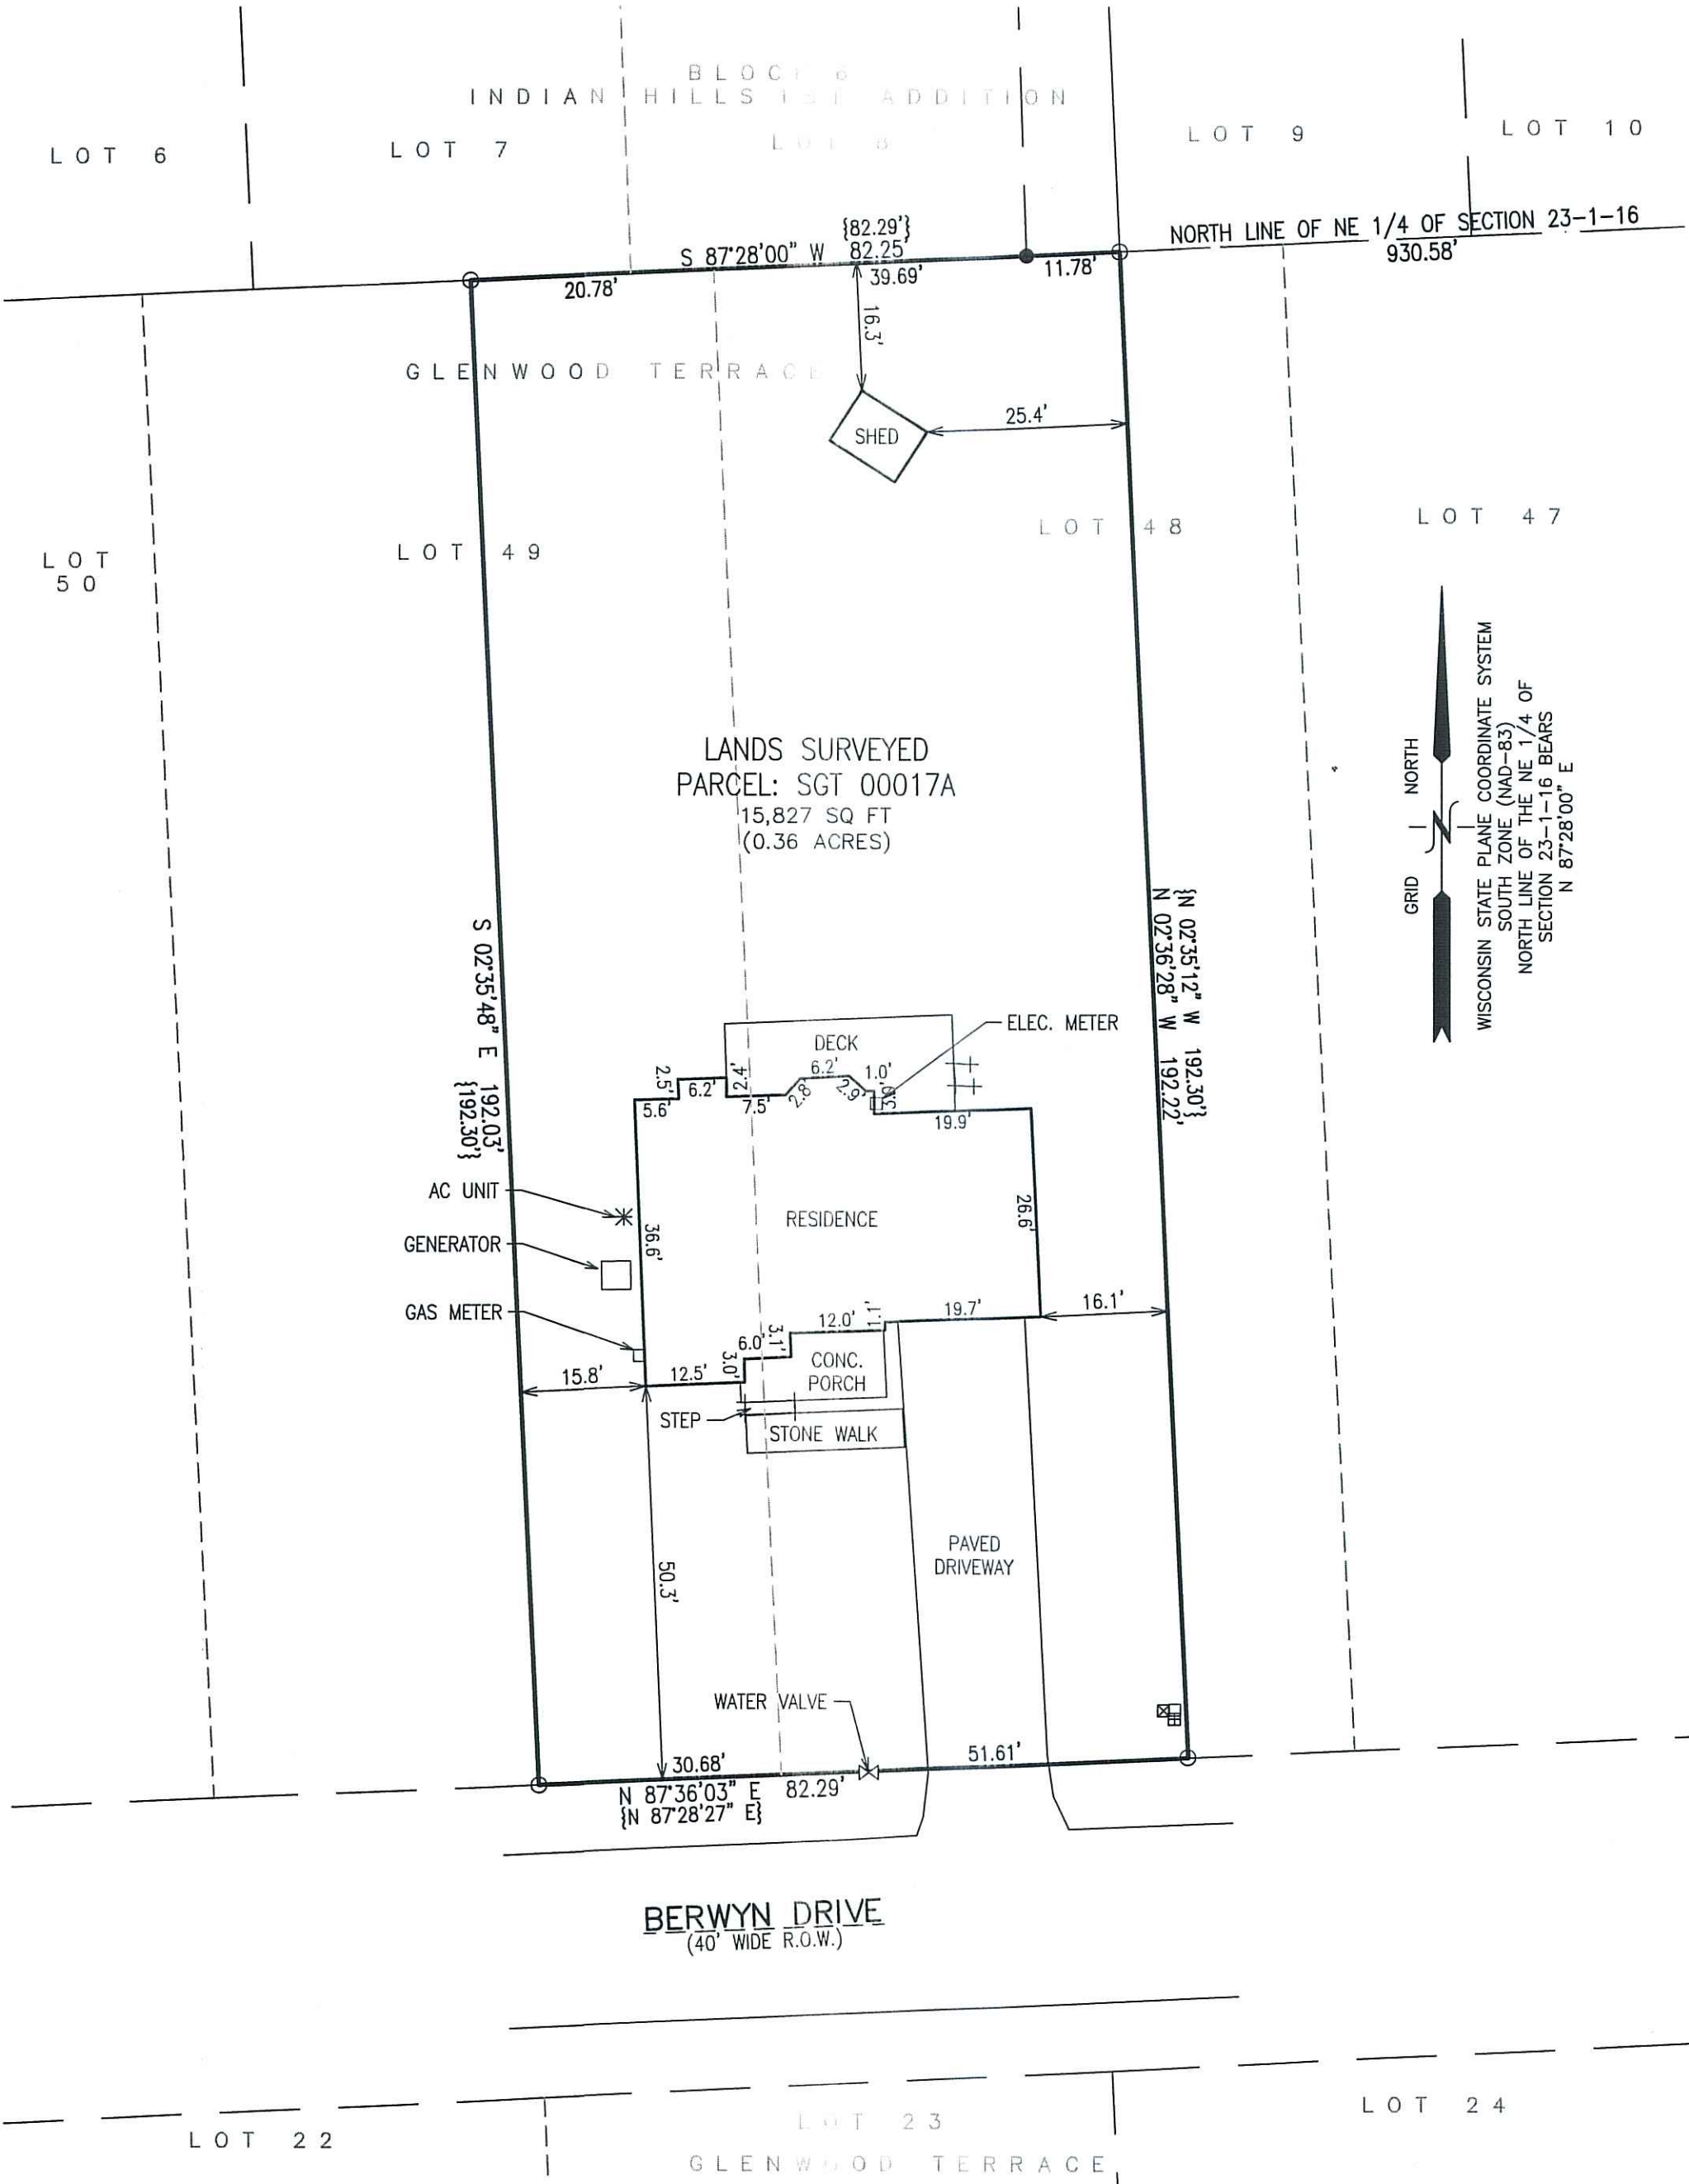 BLOCK 6
INDIAN HILLS 1ST ADDITION
LOT 6
LOT 7
LOT 8
LOT 9
LOT 10
{82.29'}
S 87°28'00" W 82.25'
20.78'
39.69'
11.78'
NORTH LINE OF NE 1/4 OF SECTION 23-1-16
930.58'
16.3'
GLENWOOD TERRACE
SHED
25.4'
LOT 50
LOT 49
LOT 48
LOT 47
LANDS SURVEYED
PARCEL: SGT 00017A
15,827 SQ FT
(0.36 ACRES)
GRID NORTH
WISCONSIN STATE PLANE COORDINATE SYSTEM
SOUTH ZONE (NAD-83)
NORTH LINE OF THE NE 1/4 OF
SECTION 23-1-16 BEARS
N 87°28'00" E
S 02°35'48" E 192.03'
{192.30'}
{N 02°35'12" W 192.30'}
N 02°36'28" W 192.22'
ELEC. METER
DECK
2.5'
5.6'
6.2'
2.4'
7.5'
2.8'
6.2'
2.9'
1.0'
3.0'
19.9'
AC UNIT
GENERATOR
GAS METER
36.6'
RESIDENCE
26.6'
15.8'
12.5'
3.0'
6.0'
3.1'
12.0'
1.1'
19.7'
16.1'
CONC.
PORCH
STEP
STONE WALK
50.3'
PAVED
DRIVEWAY
WATER VALVE
30.68'
51.61'
N 87°36'03" E 82.29'
{N 87°28'27" E}
BERWYN DRIVE
(40' WIDE R.O.W.)
LOT 22
LOT 23
LOT 24
GLENWOOD TERRACE